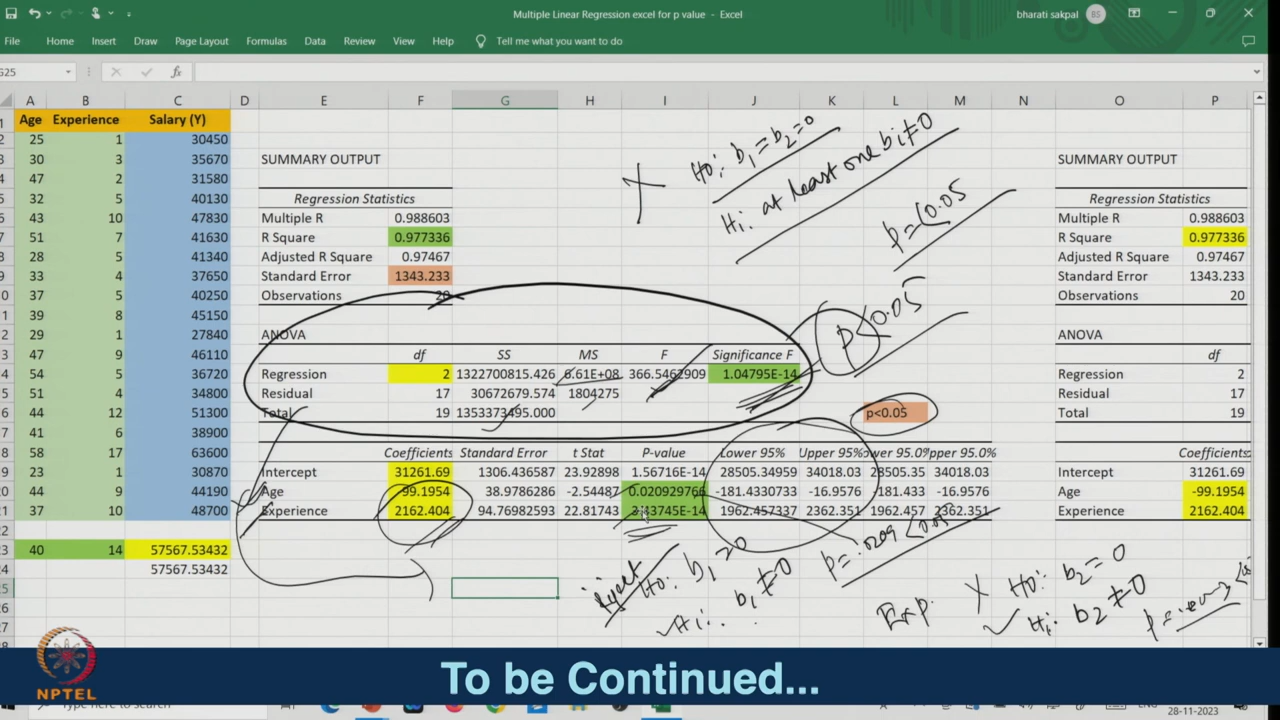 Multiple Linear Regression excel for p value - Excel
bharati sakpal BS
File Home Insert Draw Page Layout Formulas Data Review View Help Tell me what you want to do
G25 fx
A B C D E F G H I J K L M N O P
Age Experience Salary (Y)
25 1 30450
30 3 35670 SUMMARY OUTPUT SUMMARY OUTPUT
47 2 31580
32 5 40130 Regression Statistics Regression Statistics
43 10 47830 Multiple R 0.988603 Multiple R 0.988603
51 7 41630 R Square 0.977336 R Square 0.977336
28 5 41340 Adjusted R Square 0.97467 Adjusted R Square 0.97467
33 4 37650 Standard Error 1343.233 Standard Error 1343.233
37 5 40250 Observations 20 Observations 20
39 8 45150
29 1 27840 ANOVA ANOVA
47 9 46110 df SS MS F Significance F df
54 5 36720 Regression 2 1322700815.426 6.61E+08 366.5462909 1.04795E-14 Regression 2
51 4 34800 Residual 17 30672679.574 1804275 Residual 17
44 12 51300 Total 19 1353373495.000 p<0.05 Total 19
41 6 38900
58 17 63600 Coefficients Standard Error t Stat P-value Lower 95% Upper 95% ower 95.0% pper 95.0% Coefficients
23 1 30870 Intercept 31261.69 1306.436587 23.92898 1.56716E-14 28505.34959 34018.03 28505.35 34018.03 Intercept 31261.69
44 9 44190 Age -99.1954 38.9786286 -2.54487 0.020929766 -181.4330733 -16.9576 -181.433 -16.9576 Age -99.1954
37 10 48700 Experience 2162.404 94.76982593 22.81743 3.43745E-14 1962.457337 2362.351 1962.457 2362.351 Experience 2162.404
40 14 57567.53432
57567.53432
H0: b1=b2=0
H1: at least one bi≠0
p=<0.05
p<0.05
p=.0209 <0.05
Reject H0: b1=0
H1: b1≠0
Exp. X H0: b2=0
H1: b2≠0
To be Continued...
NPTEL
28-11-2023